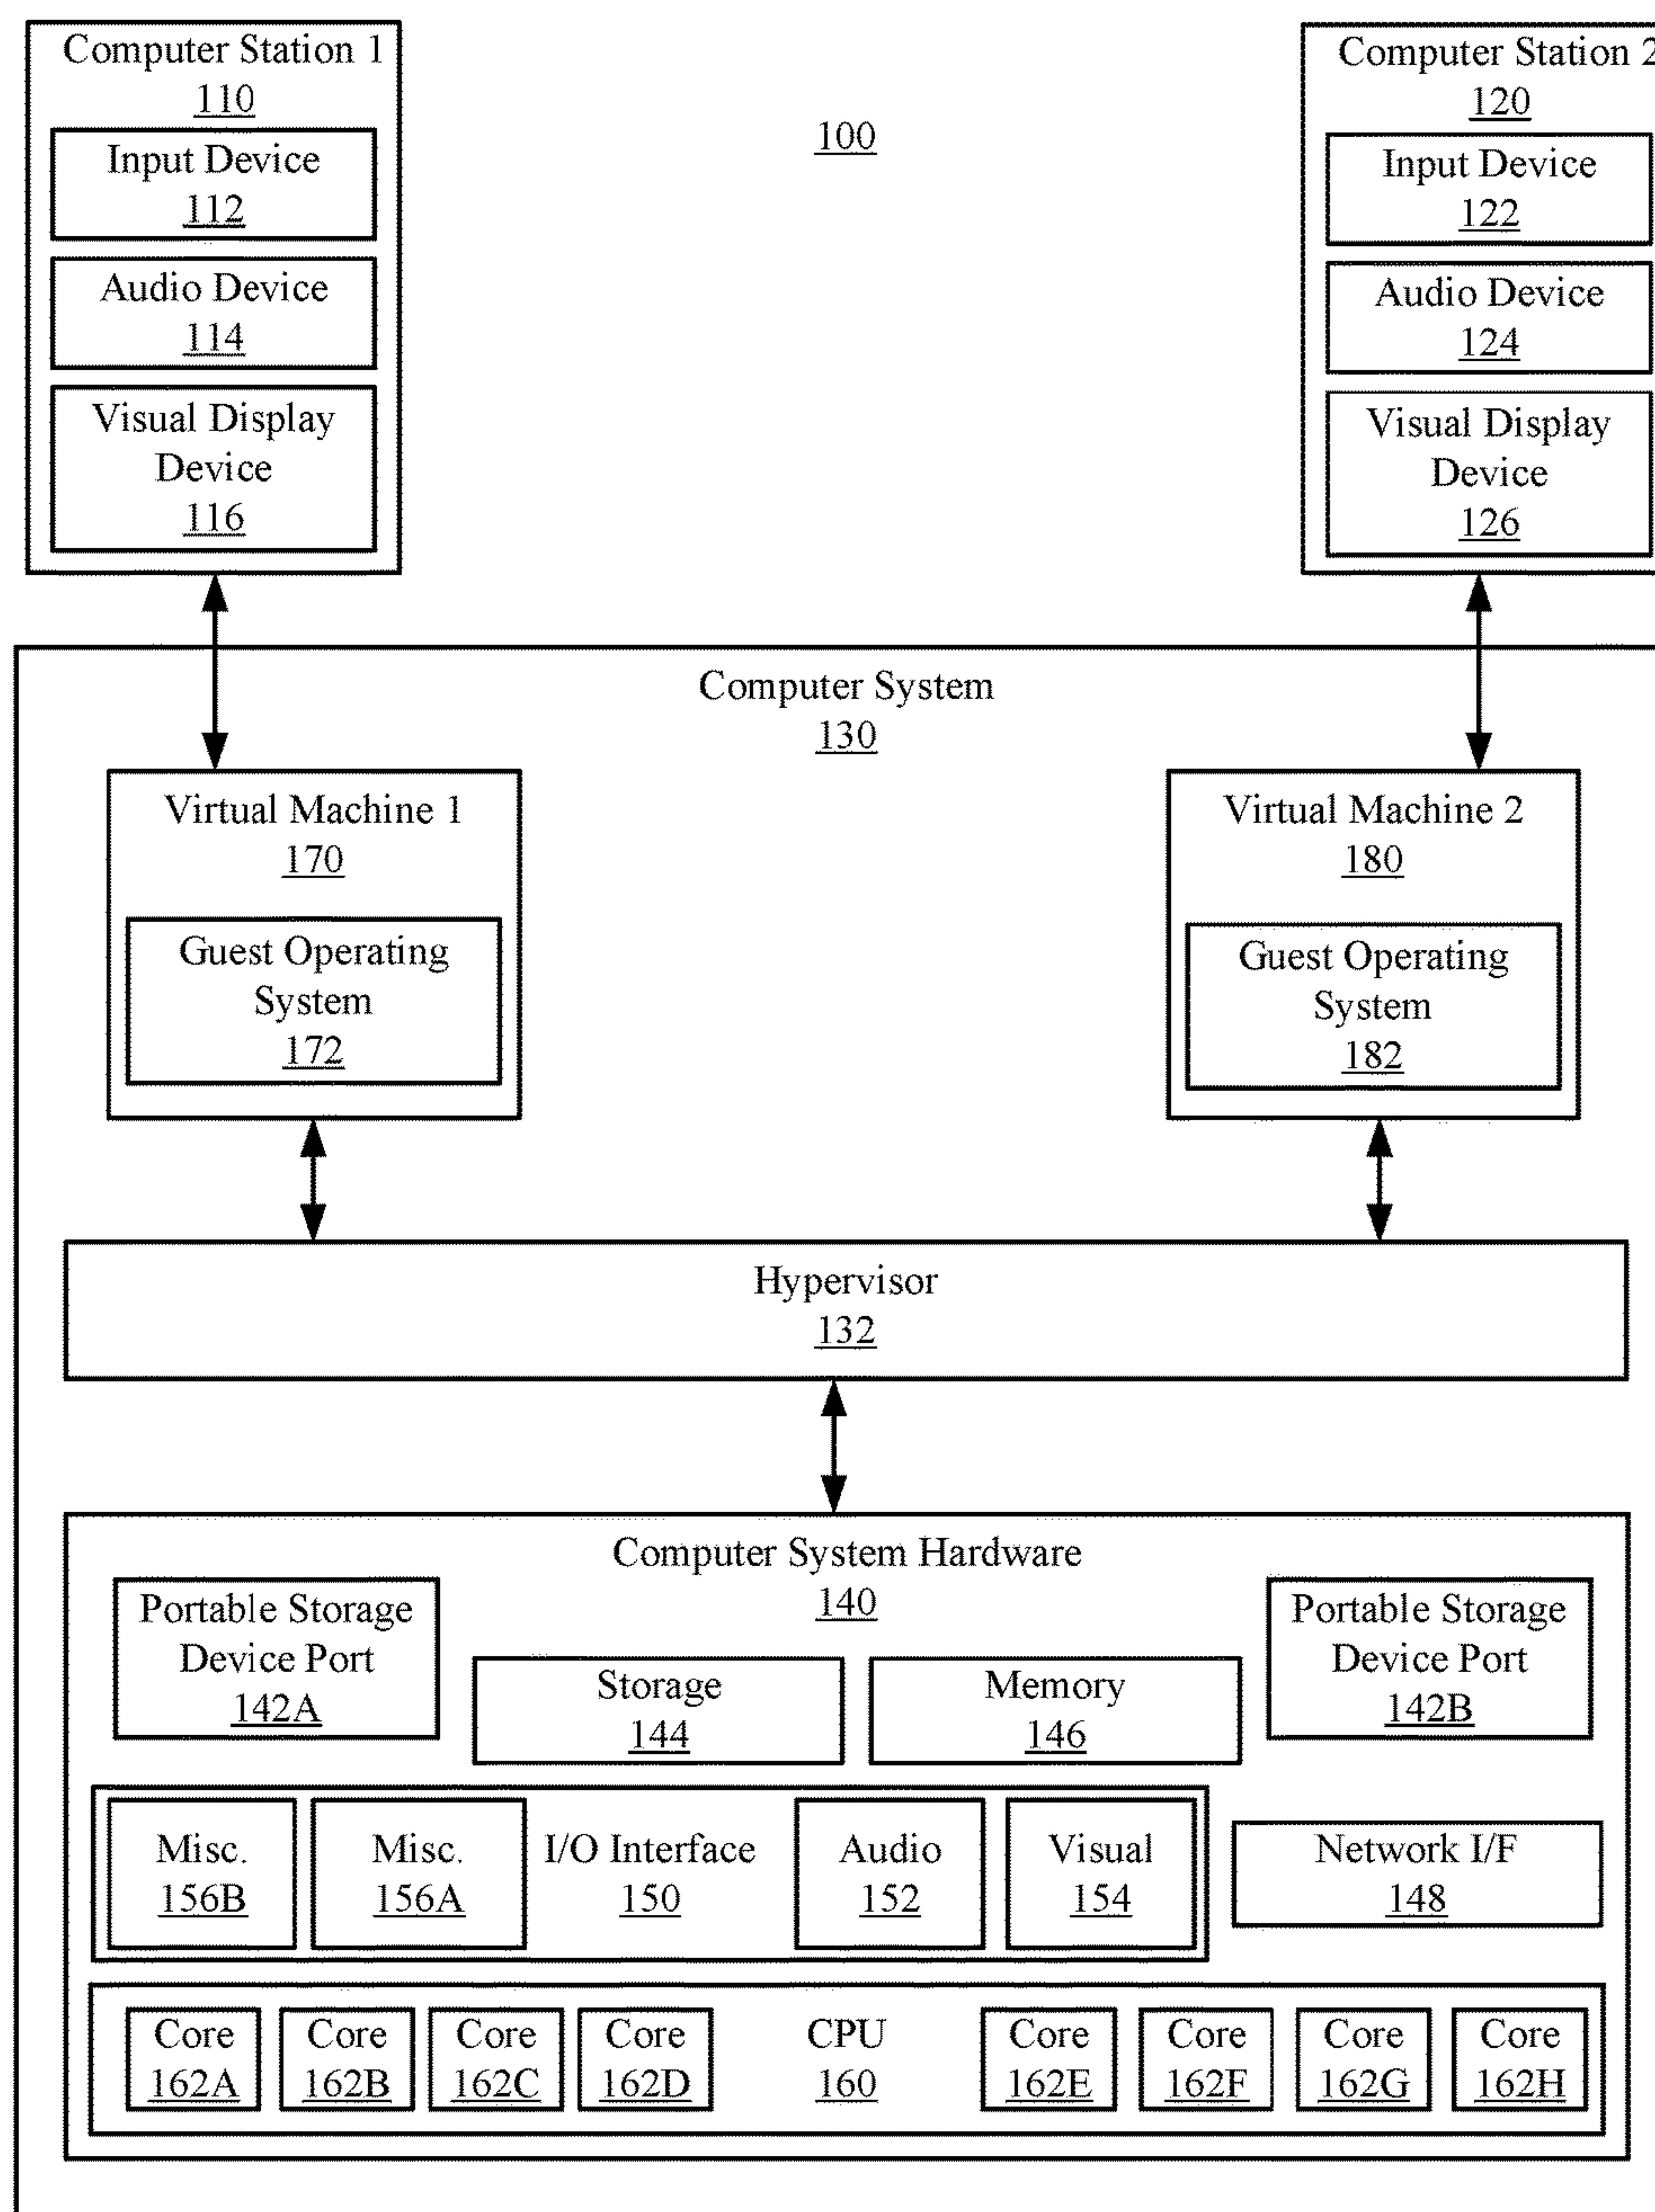 Computer Station 1
110
Input Device
112
Audio Device
114
Visual Display
Device
116
100
Computer Station 2
120
Input Device
122
Audio Device
124
Visual Display
Device
126
Computer System
130
Virtual Machine 1
170
Guest Operating
System
172
Virtual Machine 2
180
Guest Operating
System
182
Hypervisor
132
Computer System Hardware
140
Portable Storage
Device Port
142A
Storage
144
Memory
146
Portable Storage
Device Port
142B
Misc.
156B
Misc.
156A
I/O Interface
150
Audio
152
Visual
154
Network I/F
148
Core
162A
Core
162B
Core
162C
Core
162D
CPU
160
Core
162E
Core
162F
Core
162G
Core
162H